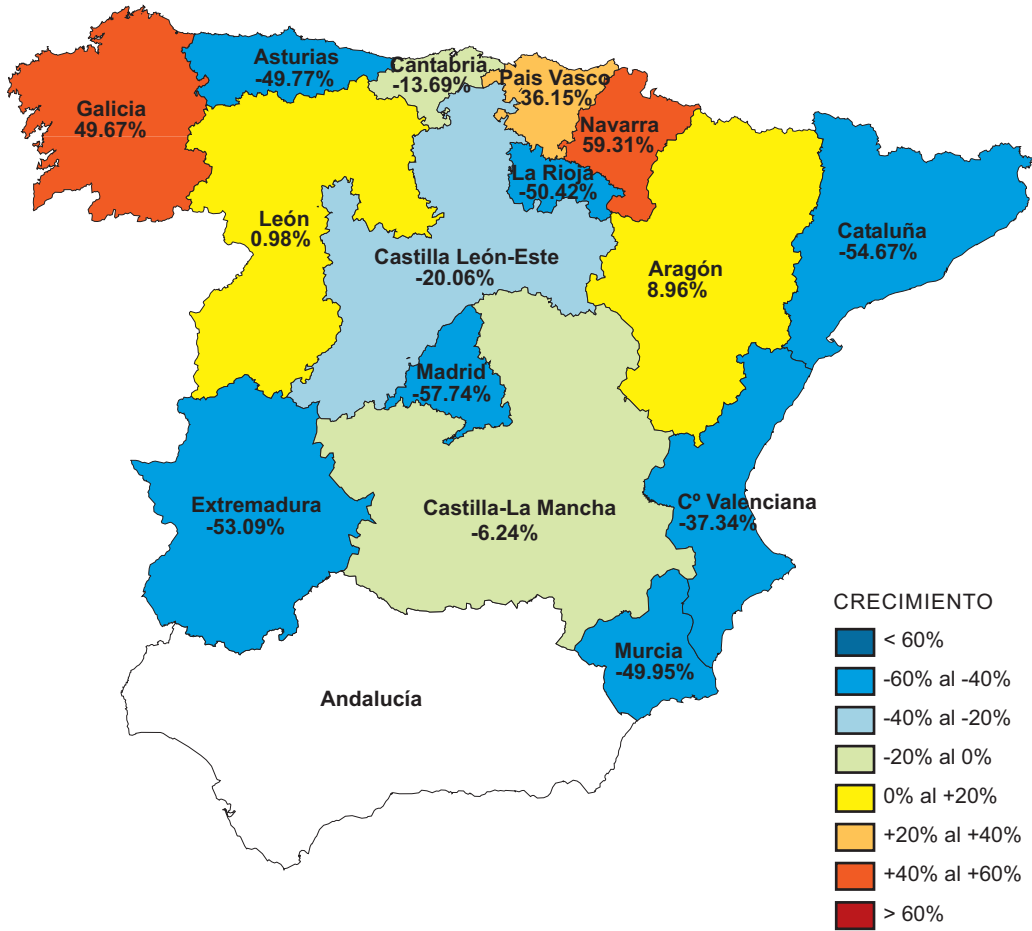 Asturias
-49.77%
Cantabria
-13.69%
Pais Vasco
36.15%
Galicia
49.67%
Navarra
59.31%
La Rioja
-50.42%
León
0.98%
Castilla León-Este
-20.06%
Aragón
8.96%
Cataluña
-54.67%
Madrid
-57.74%
Extremadura
-53.09%
Castilla-La Mancha
-6.24%
Cº Valenciana
-37.34%
Murcia
-49.95%
Andalucía
CRECIMIENTO
< 60%
-60% al -40%
-40% al -20%
-20% al 0%
0% al +20%
+20% al +40%
+40% al +60%
> 60%